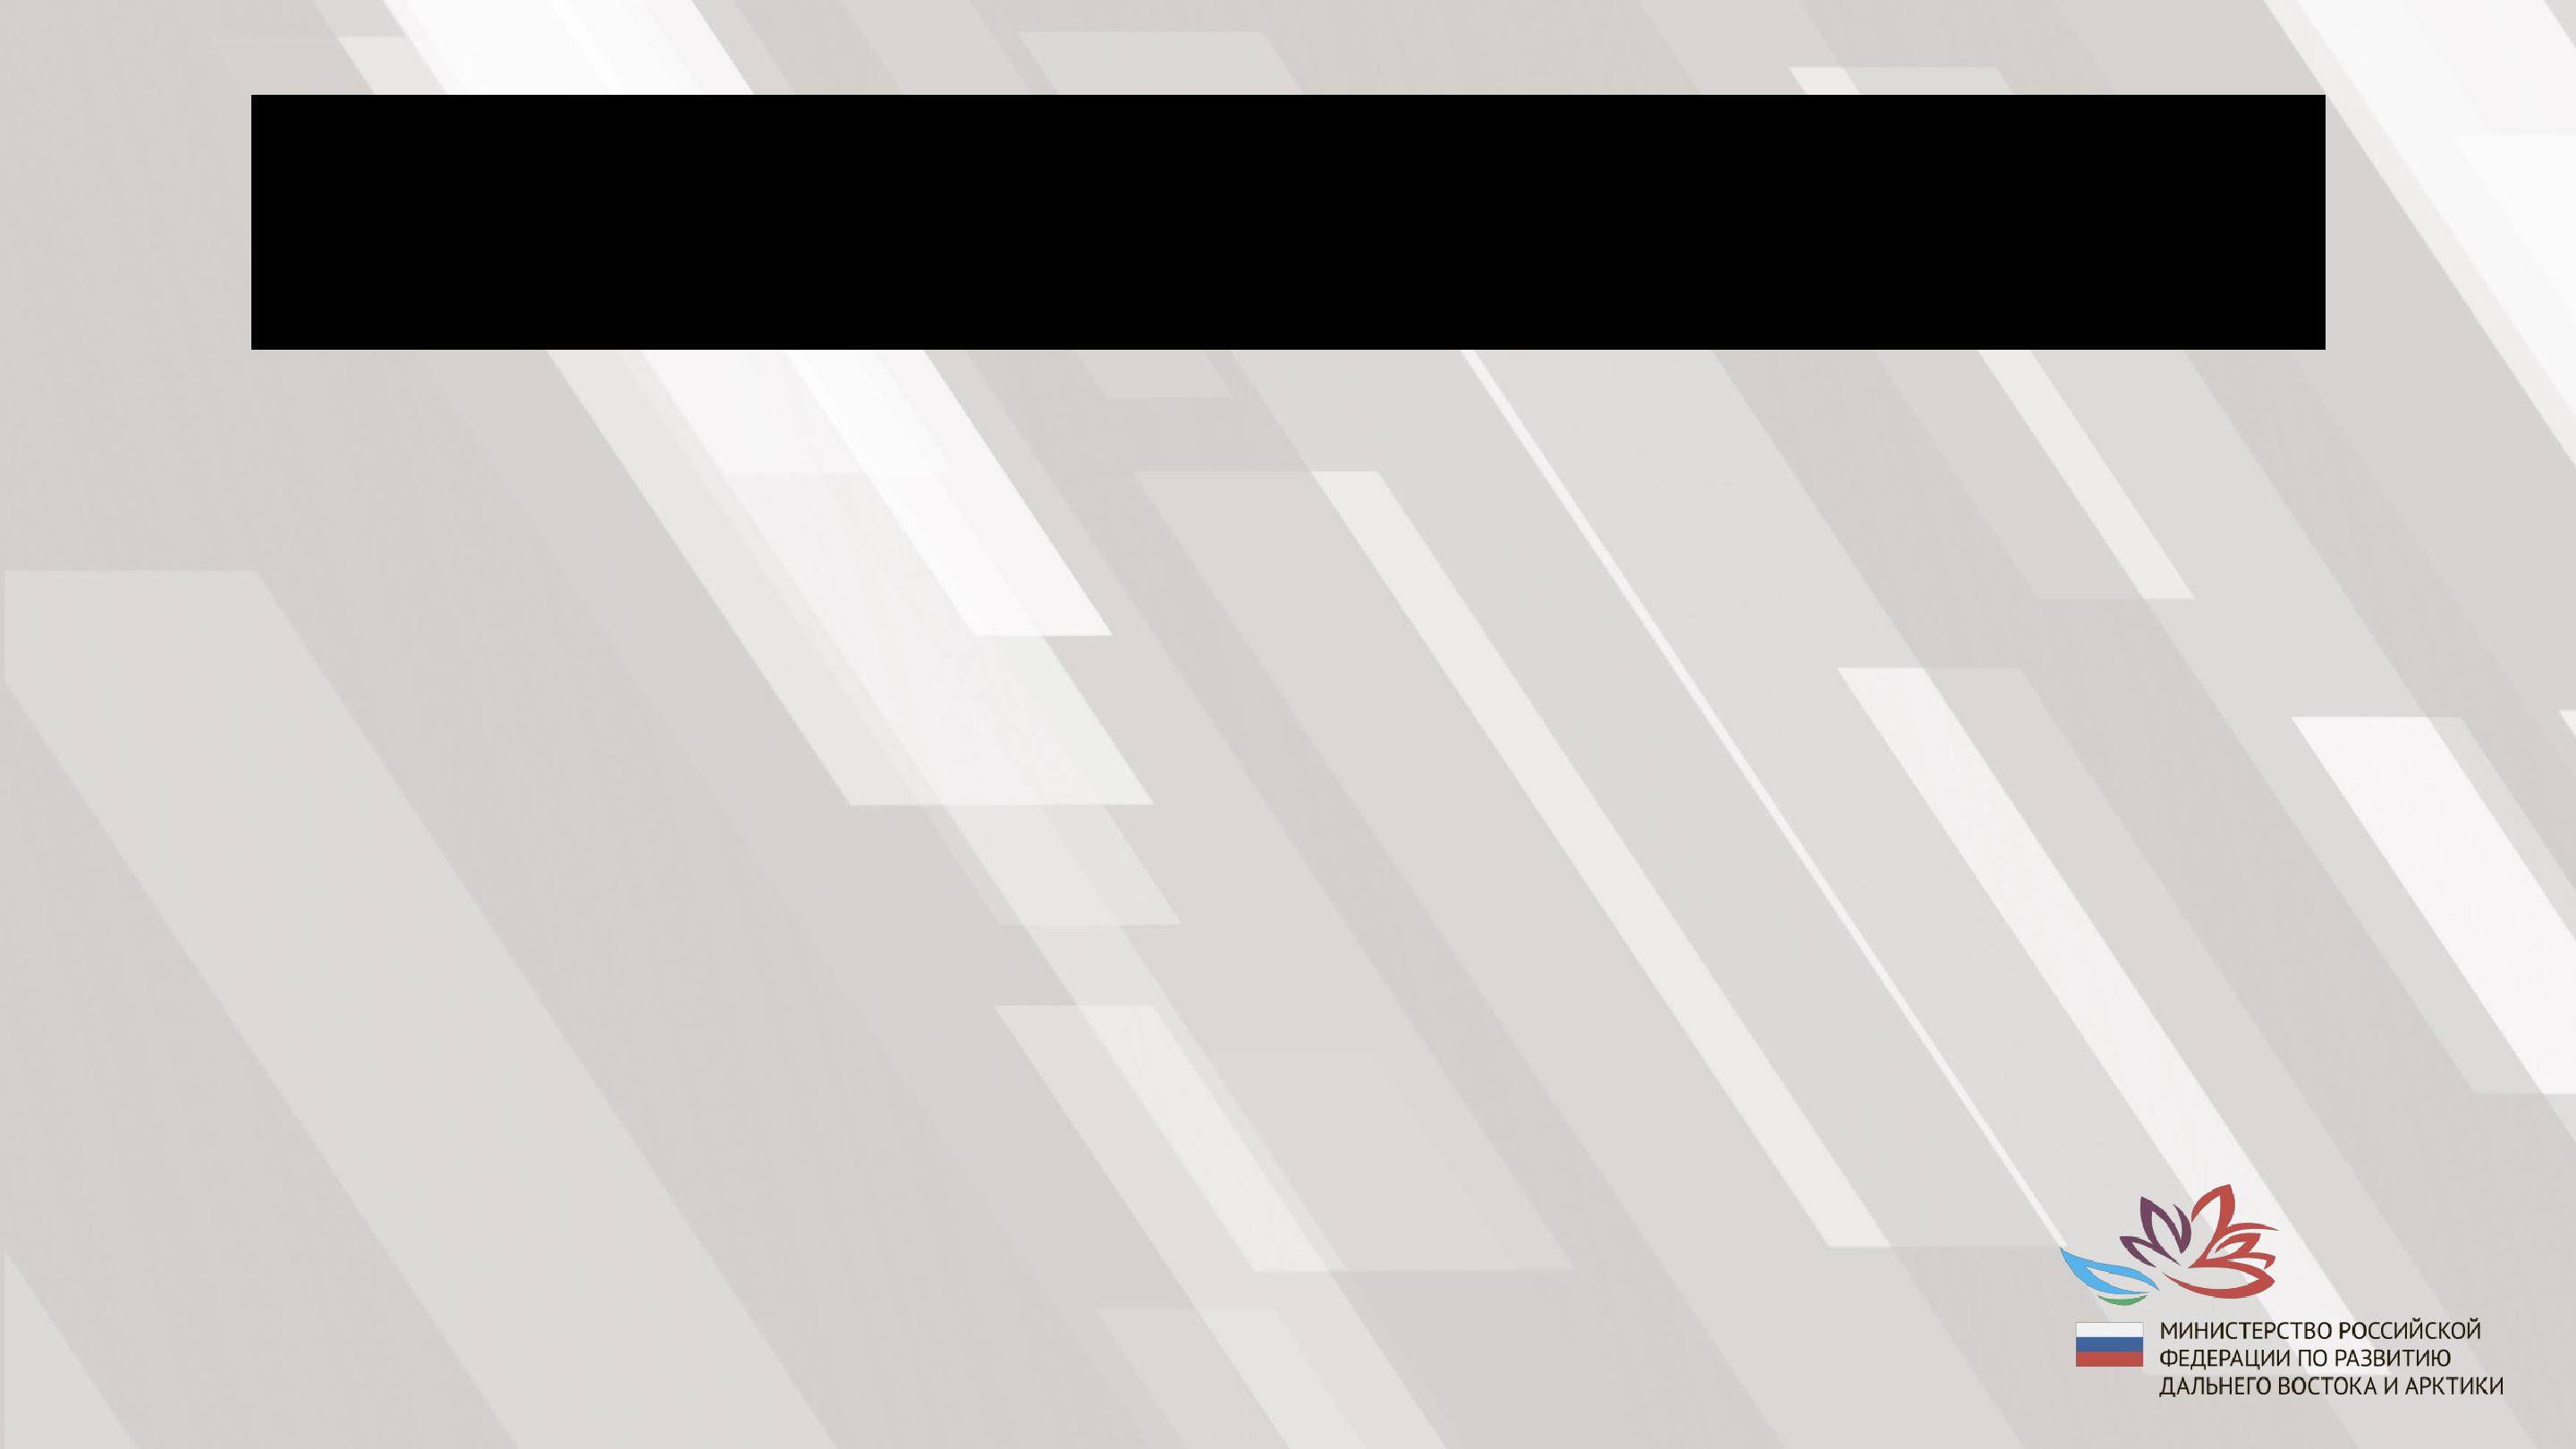 МИНИСТЕРСТВО РОССИЙСКОЙ
ФЕДЕРАЦИИ ПО РАЗВИТИЮ
ДАЛЬНЕГО ВОСТОКА И АРКТИКИ